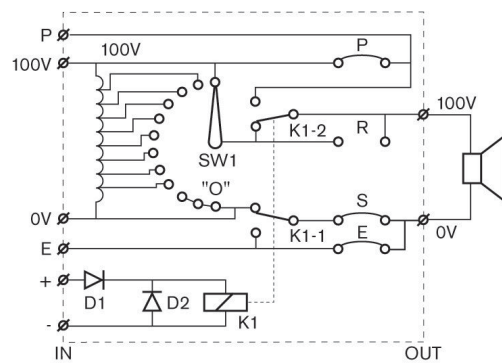 P
P
100V
100V
100V
K1-2
R
SW1
"O"
S
0V
K1-1
0V
E
E
+
D1
D2
K1
-
IN
OUT